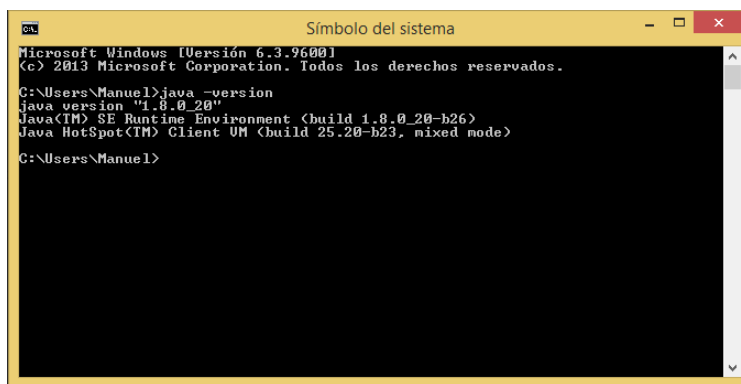 Símbolo del sistema
Microsoft Windows [Versión 6.3.9600]
(c) 2013 Microsoft Corporation. Todos los derechos reservados.
C:\Users\Manuel>java -version
java version "1.8.0_20"
Java(TM) SE Runtime Environment (build 1.8.0_20-b26)
Java HotSpot(TM) Client VM (build 25.20-b23, mixed mode)
C:\Users\Manuel>